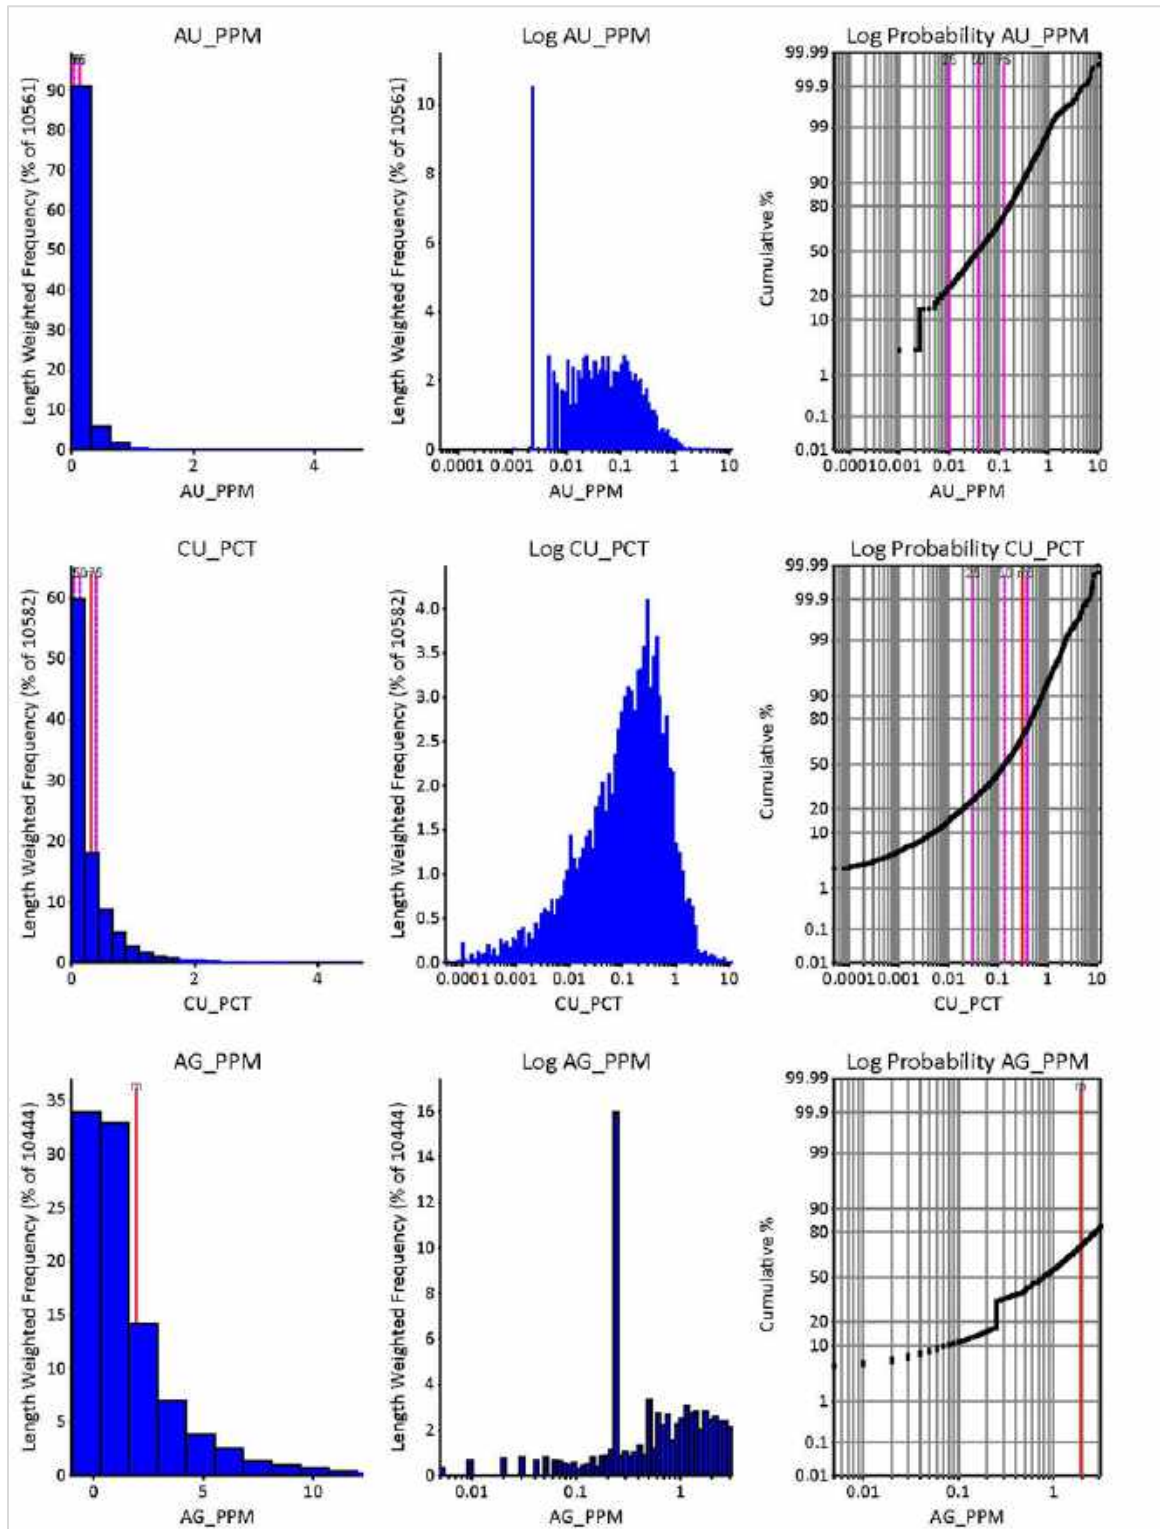 AU_PPM
Length Weighted Frequency (% of 10561)
90
80
70
60
50
40
30
20
10
0
0 2 4
AU_PPM
Log AU_PPM
Length Weighted Frequency (% of 10561)
10
8
6
4
2
0
0.0001 0.001 0.01 0.1 1 10
AU_PPM
Log Probability AU_PPM
Cumulative %
99.99
99.9
99
90
80
50
20
10
1
0.1
0.01
25 50 75
0.0001 0.001 0.01 0.1 1 10
AU_PPM
CU_PCT
Length Weighted Frequency (% of 10582)
60
50
40
30
20
10
0
0 2 4
CU_PCT
Log CU_PCT
Length Weighted Frequency (% of 10582)
4.0
3.5
3.0
2.5
2.0
1.5
1.0
0.5
0.0
0.0001 0.001 0.01 0.1 1 10
CU_PCT
Log Probability CU_PCT
Cumulative %
99.99
99.9
99
90
80
50
20
10
1
0.1
0.01
25 50
0.0001 0.001 0.01 0.1 1 10
CU_PCT
AG_PPM
Length Weighted Frequency (% of 10444)
35
30
25
20
15
10
5
0
m
0 5 10
AG_PPM
Log AG_PPM
Length Weighted Frequency (% of 10444)
16
14
12
10
8
6
4
2
0
0.01 0.1 1
AG_PPM
Log Probability AG_PPM
Cumulative %
99.99
99.9
99
90
80
50
20
10
1
0.1
0.01
m
0.01 0.1 1
AG_PPM